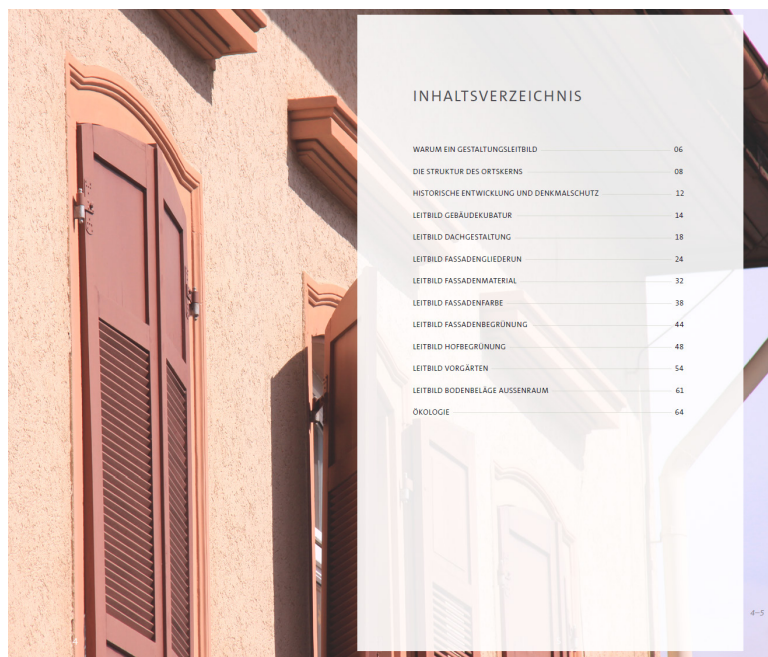 INHALTSVERZEICHNIS
WARUM EIN GESTALTUNGSLEITBILD 06
DIE STRUKTUR DES ORTSKERNS 08
HISTORISCHE ENTWICKLUNG UND DENKMALSCHUTZ 12
LEITBILD GEBÄUDEKUBATUR 14
LEITBILD DACHGESTALTUNG 18
LEITBILD FASSADENGLIEDERUN 24
LEITBILD FASSADENMATERIAL 32
LEITBILD FASSADENFARBE 38
LEITBILD FASSADENBEGRÜNUNG 44
LEITBILD HOFBEGRÜNUNG 48
LEITBILD VORGÄRTEN 54
LEITBILD BODENBELÄGE AUSSENRAUM 61
ÖKOLOGIE 64
4–5